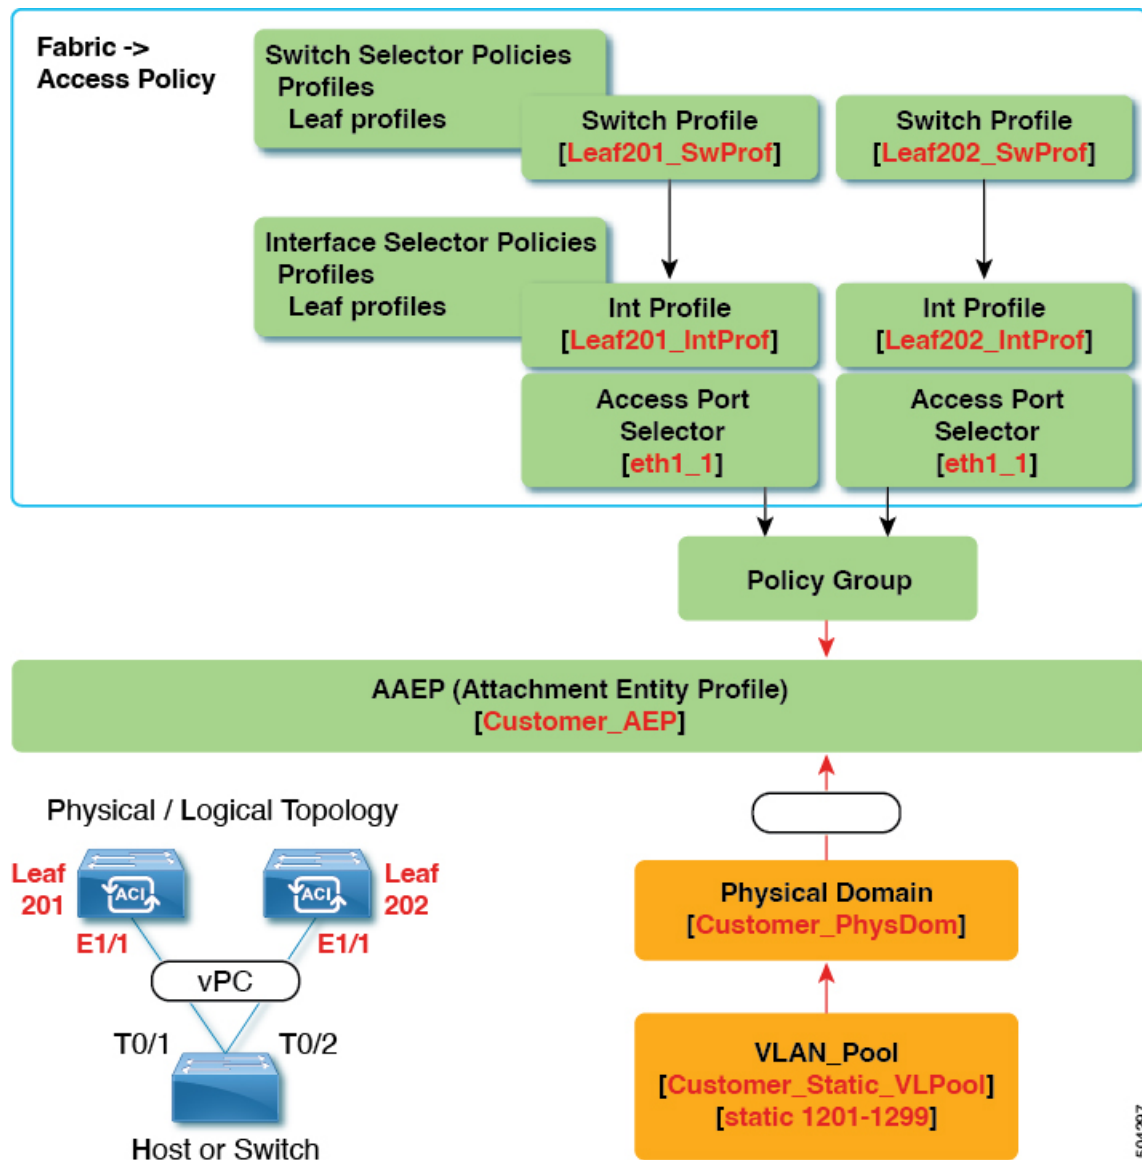 Fabric ->
Access Policy
Switch Selector Policies
Profiles
Leaf profiles
Switch Profile
[Leaf201_SwProf]
Switch Profile
[Leaf202_SwProf]
Interface Selector Policies
Profiles
Leaf profiles
Int Profile
[Leaf201_IntProf]
Int Profile
[Leaf202_IntProf]
Access Port
Selector
[eth1_1]
Access Port
Selector
[eth1_1]
Policy Group
AAEP (Attachment Entity Profile)
[Customer_AEP]
Physical / Logical Topology
Leaf
201
ACI
ACI
Leaf
202
E1/1
E1/1
vPC
T0/1
T0/2
Host or Switch
Physical Domain
[Customer_PhysDom]
VLAN_Pool
[Customer_Static_VLPool]
[static 1201-1299]